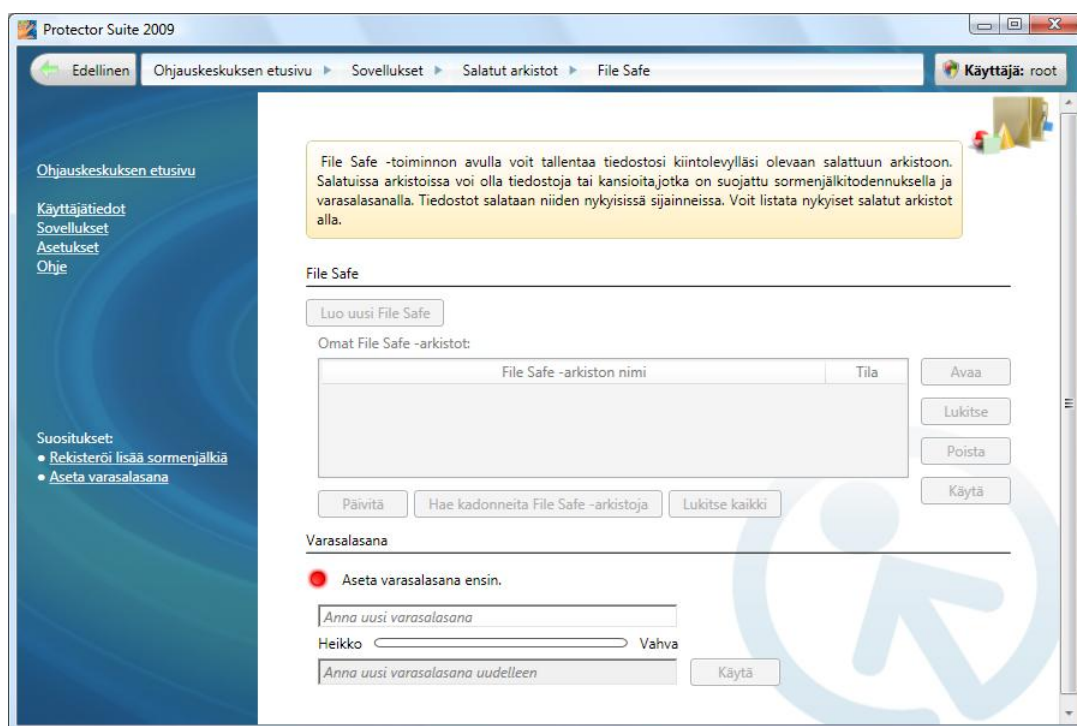 Protector Suite 2009
Edellinen
Ohjauskeskuksen etusivu
Sovellukset
Salatut arkistot
File Safe
Käyttäjä: root
Ohjauskeskuksen etusivu
Käyttäjätiedot
Sovellukset
Asetukset
Ohje
Suositukset:
Rekisteröi lisää sormenjälkiä
Aseta varasalasana
File Safe -toiminnon avulla voit tallentaa tiedostosi kiintolevylläsi olevaan salattuun arkistoon.
Salatuissa arkistoissa voi olla tiedostoja tai kansioita,jotka on suojattu sormenjälkitodennuksella ja
varasalasanalla. Tiedostot salataan niiden nykyisissä sijainneissa. Voit listata nykyiset salatut arkistot
alla.
File Safe
Luo uusi File Safe
Omat File Safe -arkistot:
File Safe -arkiston nimi
Tila
Avaa
Lukitse
Poista
Käytä
Päivitä
Hae kadonneita File Safe -arkistoja
Lukitse kaikki
Varasalasana
Aseta varasalasana ensin.
Anna uusi varasalasana
Heikko
Vahva
Anna uusi varasalasana uudelleen
Käytä